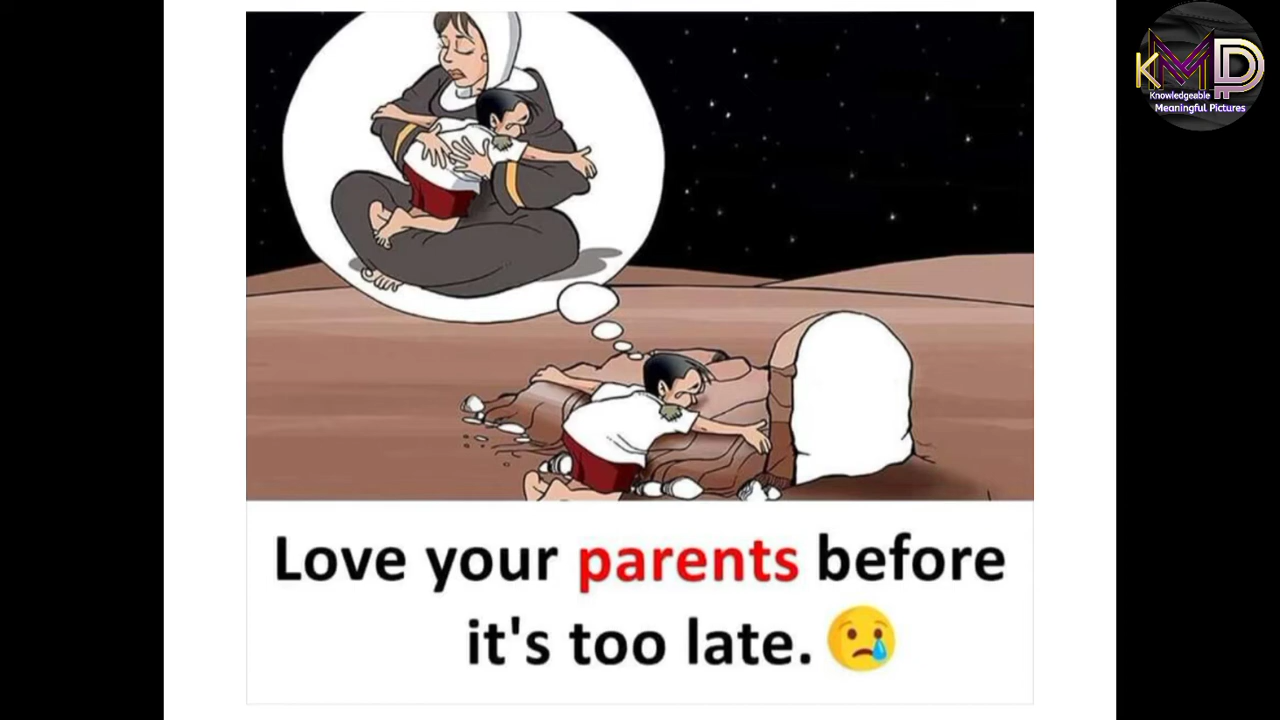 KMP
Knowledgeable
Meaningful Pictures
Love your parents before
it's too late. 😢